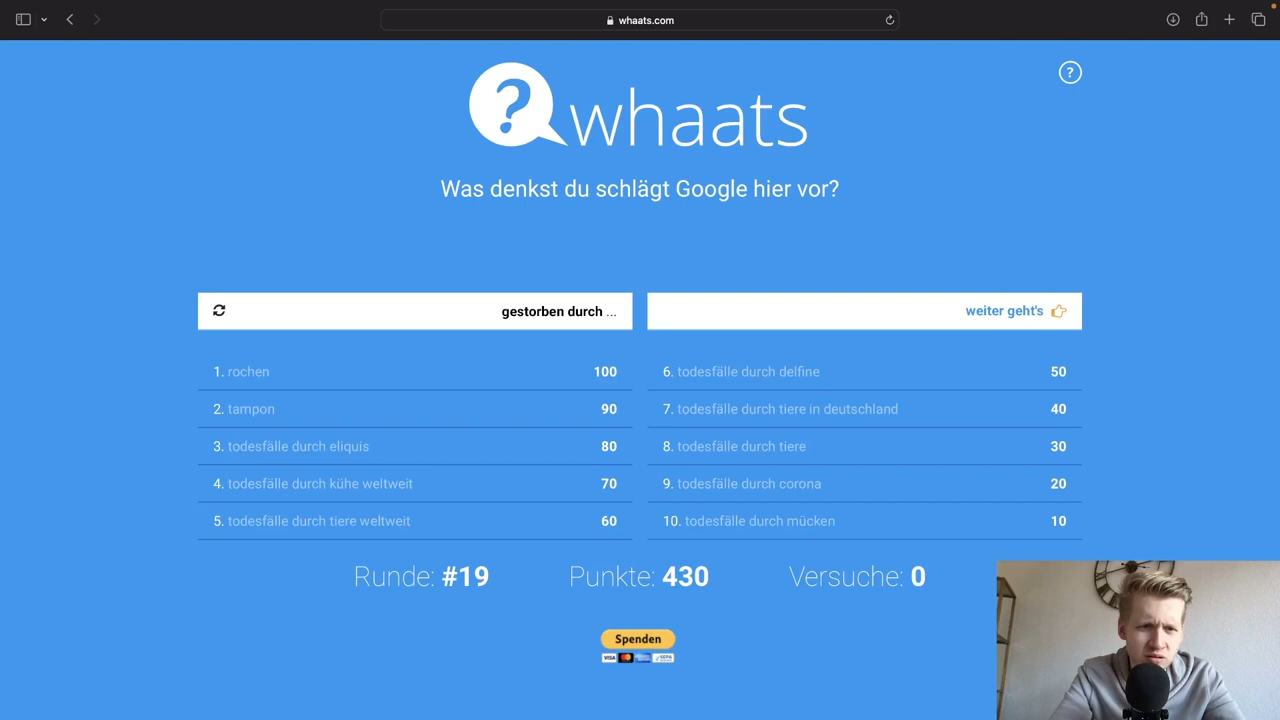 whaats.com
?
? whaats
Was denkst du schlägt Google hier vor?
gestorben durch ...
weiter geht's
1. rochen 100
2. tampon 90
3. todesfälle durch eliquis 80
4. todesfälle durch kühe weltweit 70
5. todesfälle durch tiere weltweit 60
6. todesfälle durch delfine 50
7. todesfälle durch tiere in deutschland 40
8. todesfälle durch tiere 30
9. todesfälle durch corona 20
10. todesfälle durch mücken 10
Runde: #19 Punkte: 430 Versuche: 0
Spenden
VISA